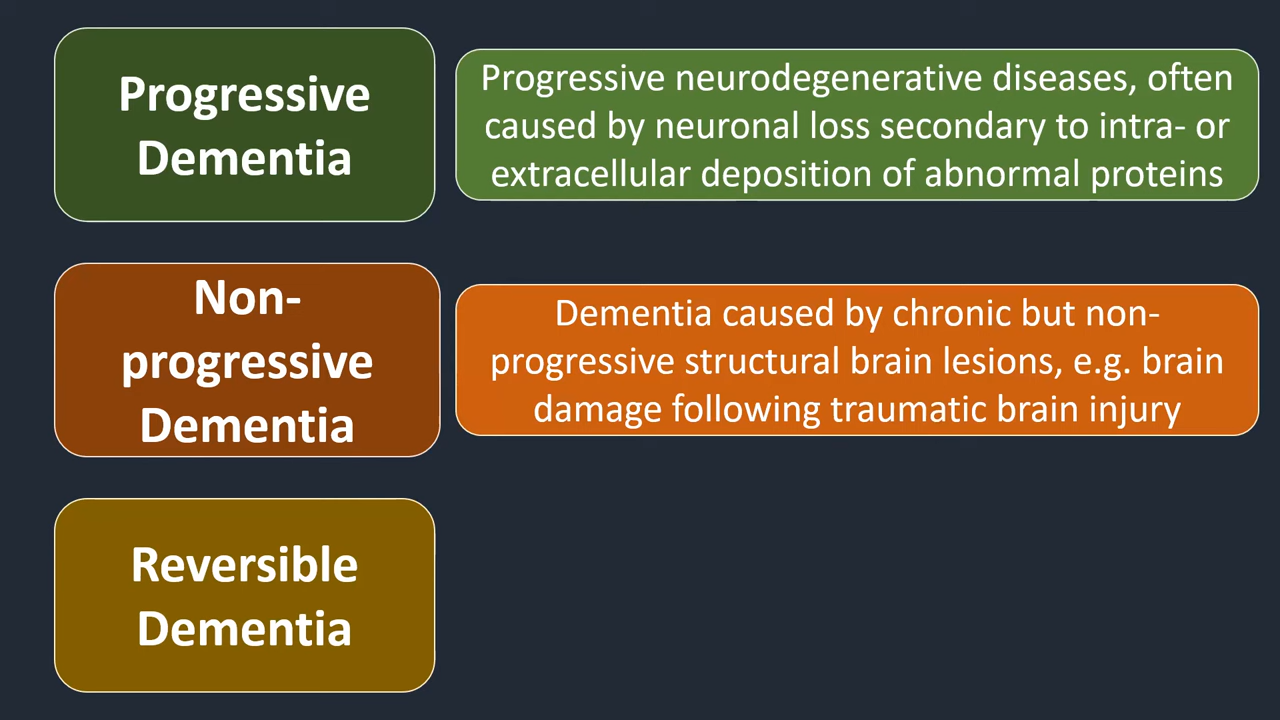 Progressive
Dementia
Progressive neurodegenerative diseases, often
caused by neuronal loss secondary to intra- or
extracellular deposition of abnormal proteins
Non-
progressive
Dementia
Dementia caused by chronic but non-
progressive structural brain lesions, e.g. brain
damage following traumatic brain injury
Reversible
Dementia